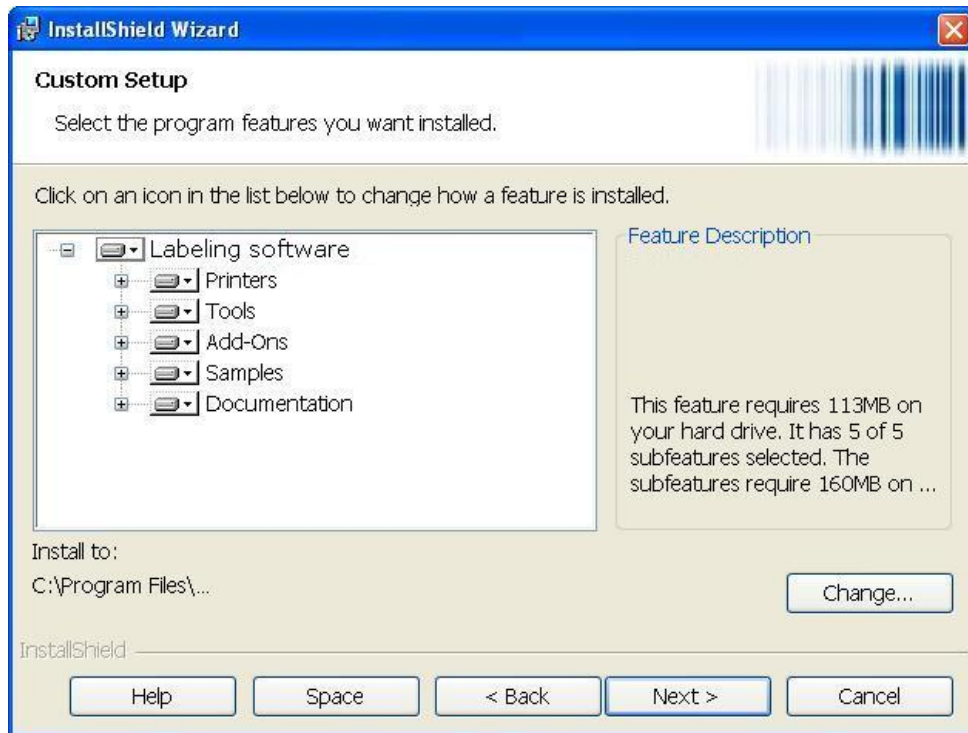 InstallShield Wizard
Custom Setup
Select the program features you want installed.
Click on an icon in the list below to change how a feature is installed.
Labeling software
Printers
Tools
Add-Ons
Samples
Documentation
Feature Description
This feature requires 113MB on
your hard drive. It has 5 of 5
subfeatures selected. The
subfeatures require 160MB on ...
Install to:
C:\Program Files\...
Change...
InstallShield
Help
Space
< Back
Next >
Cancel